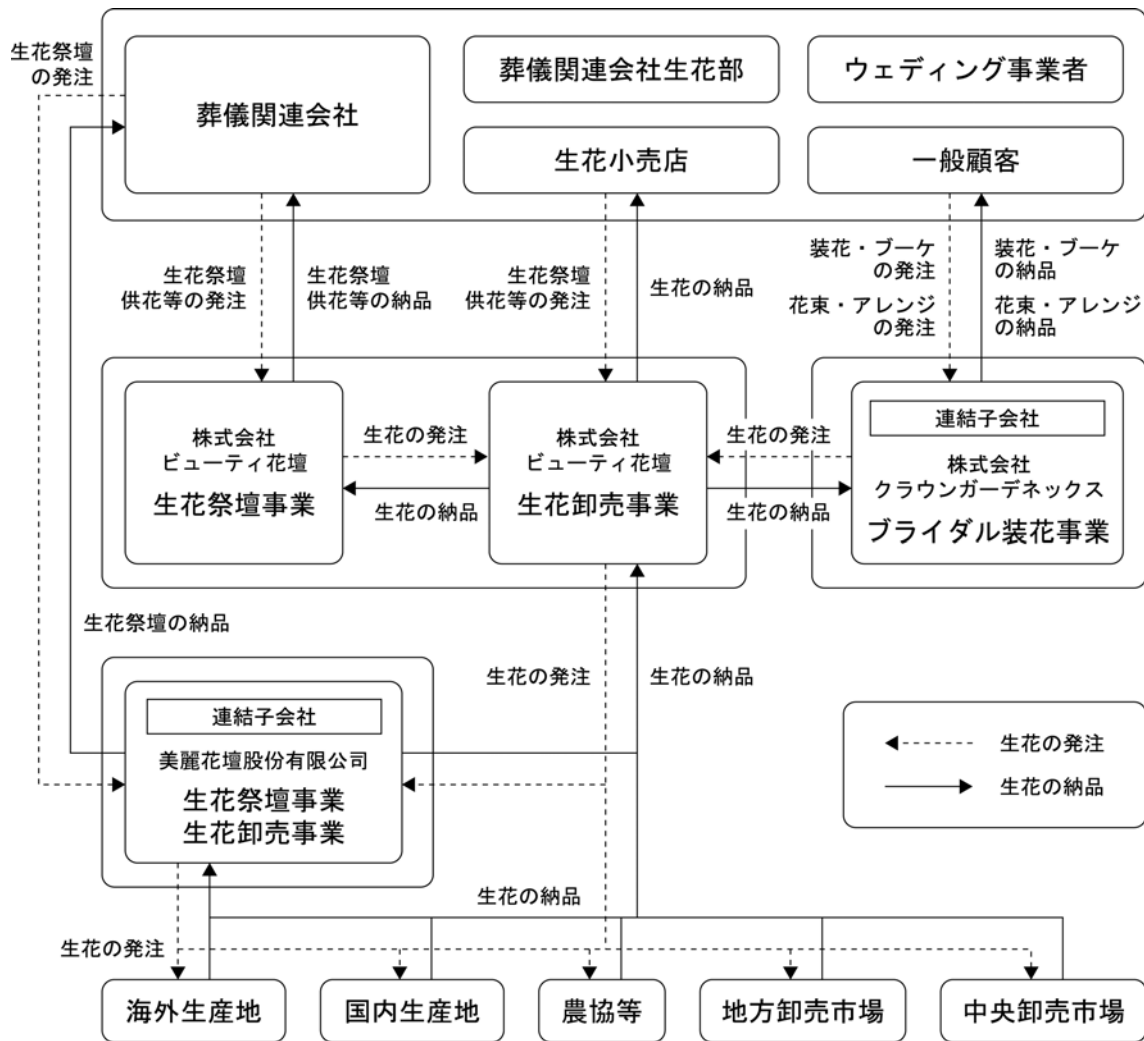 生花祭壇
の発注
葬儀関連会社
葬儀関連会社生花部
ウェディング事業者
生花小売店
一般顧客
生花祭壇
供花等の発注
生花祭壇
供花等の納品
生花祭壇
供花等の発注
生花の納品
装花・ブーケ
の発注
花束・アレンジ
の発注
装花・ブーケ
の納品
花束・アレンジ
の納品
株式会社
ビューティ花壇
生花祭壇事業
生花の発注
生花の納品
株式会社
ビューティ花壇
生花卸売事業
生花の発注
生花の納品
連結子会社
株式会社
クラウンガーデネックス
ブライダル装花事業
生花祭壇の納品
生花の発注
生花の納品
連結子会社
美麗花壇股份有限公司
生花祭壇事業
生花卸売事業
生花の発注
生花の納品
生花の納品
生花の発注
海外生産地
国内生産地
農協等
地方卸売市場
中央卸売市場